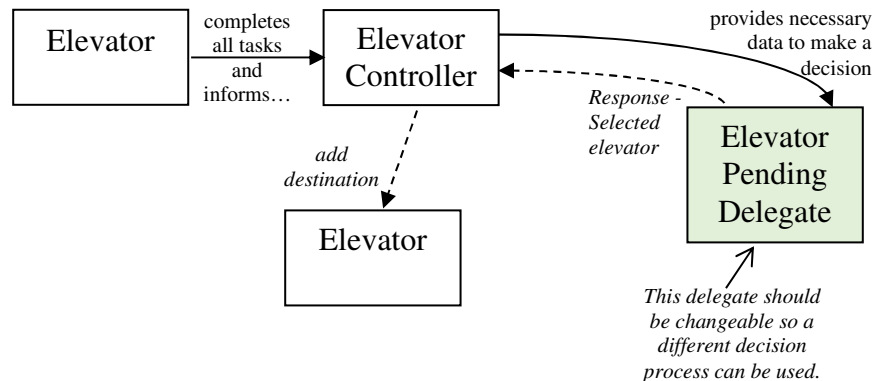 Elevator
completes
all tasks
and
informs…
Elevator
Controller
provides necessary
data to make a
decision
Response -
Selected
elevator
add
destination
Elevator
Elevator
Pending
Delegate
This delegate should
be changeable so a
different decision
process can be used.